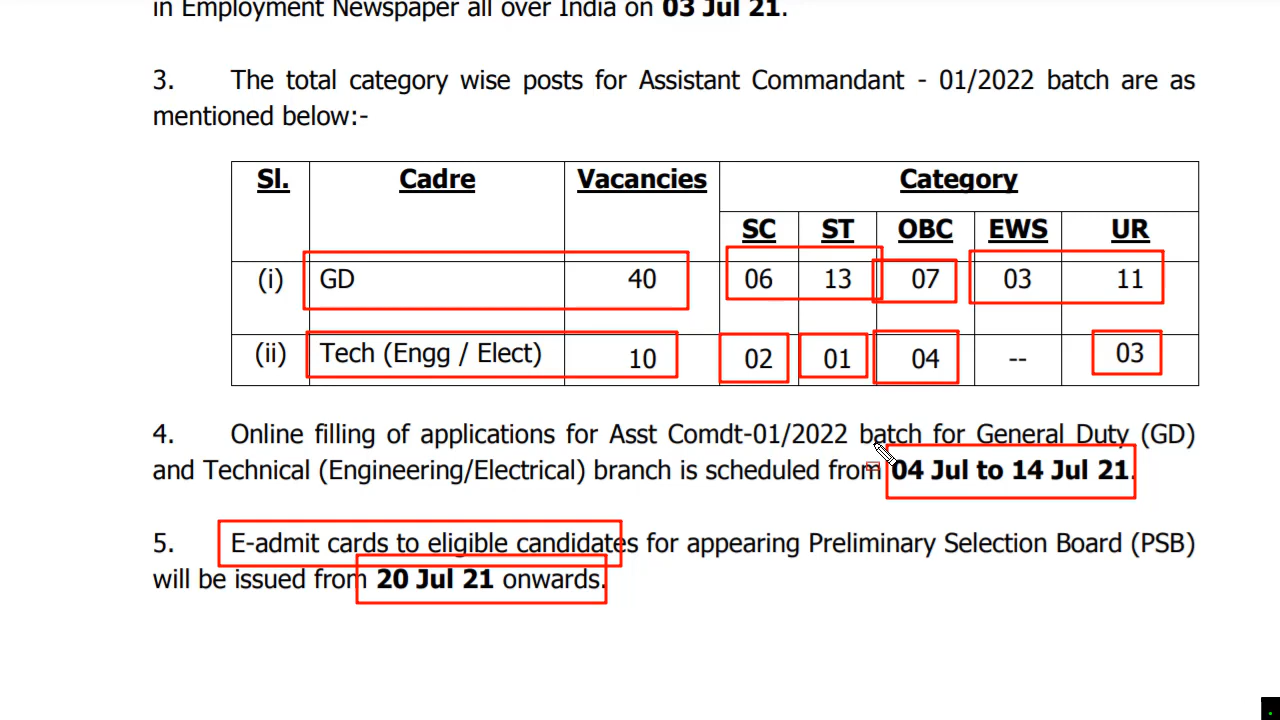 in Employment Newspaper all over India on 03 Jul 21.
3. The total category wise posts for Assistant Commandant - 01/2022 batch are as
mentioned below:-
Sl. Cadre Vacancies Category
SC ST OBC EWS UR
(i) GD 40 06 13 07 03 11
(ii) Tech (Engg / Elect) 10 02 01 04 -- 03
4. Online filling of applications for Asst Comdt-01/2022 batch for General Duty (GD)
and Technical (Engineering/Electrical) branch is scheduled from 04 Jul to 14 Jul 21.
5. E-admit cards to eligible candidates for appearing Preliminary Selection Board (PSB)
will be issued from 20 Jul 21 onwards.